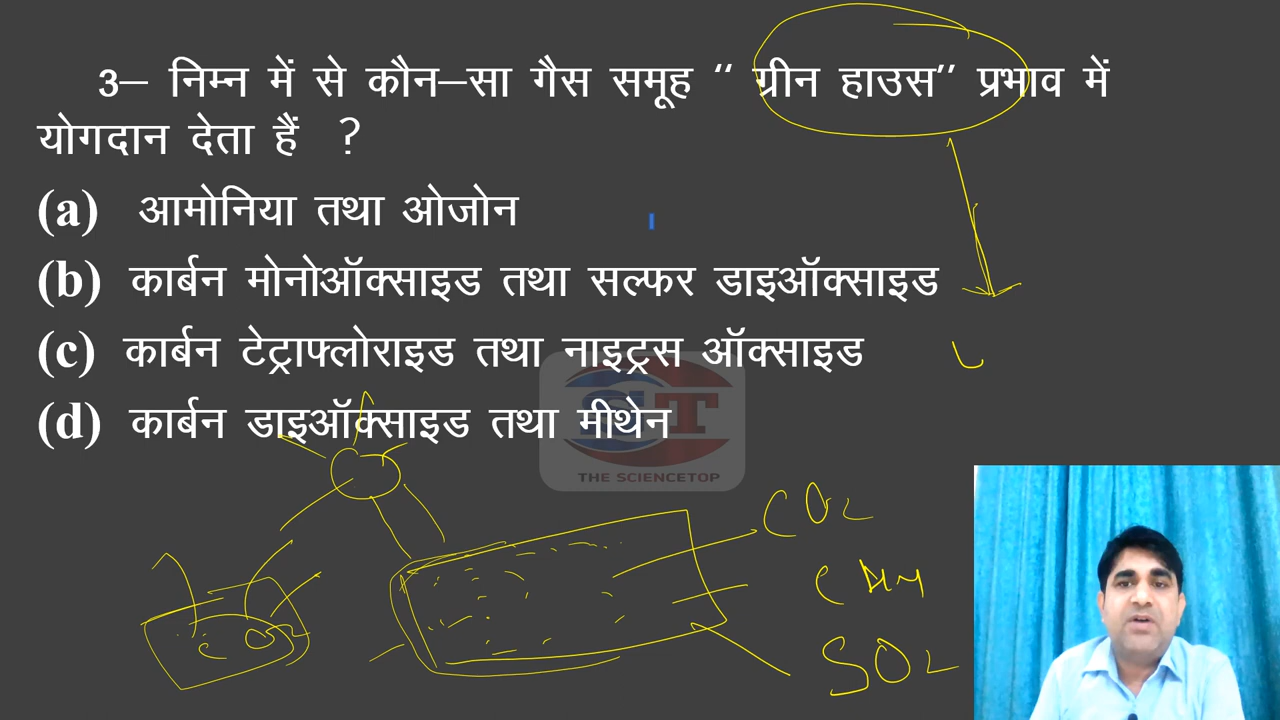 3– निम्न में से कौन–सा गैस समूह “ ग्रीन हाउस” प्रभाव में
योगदान देता हैं ?
(a) आमोनिया तथा ओजोन
(b) कार्बन मोनोऑक्साइड तथा सल्फर डाइऑक्साइड
(c) कार्बन टेट्राफ्लोराइड तथा नाइट्रस ऑक्साइड
(d) कार्बन डाइऑक्साइड तथा मीथेन
ST
THE SCIENCETOP
CO2
CH4
SO2